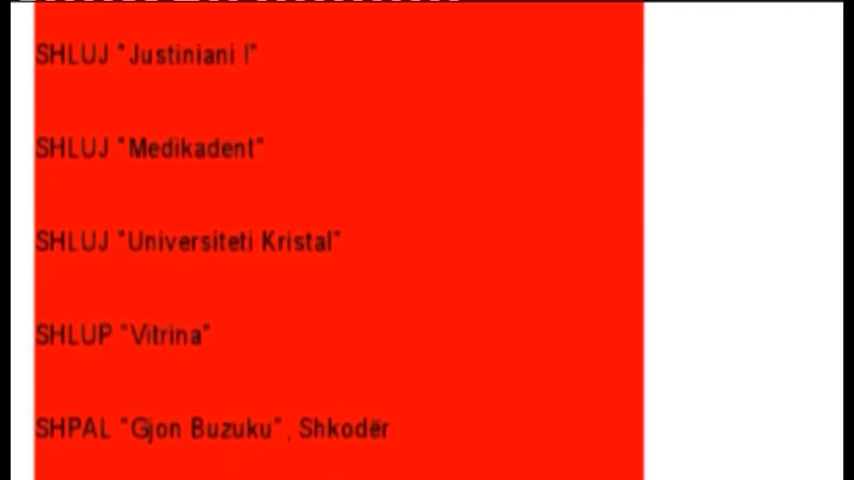 SHLUJ "Justiniani I"
SHLUJ "Medikadent"
SHLUJ "Universiteti Kristal"
SHLUP "Vitrina"
SHPAL "Gjon Buzuku", Shkodër